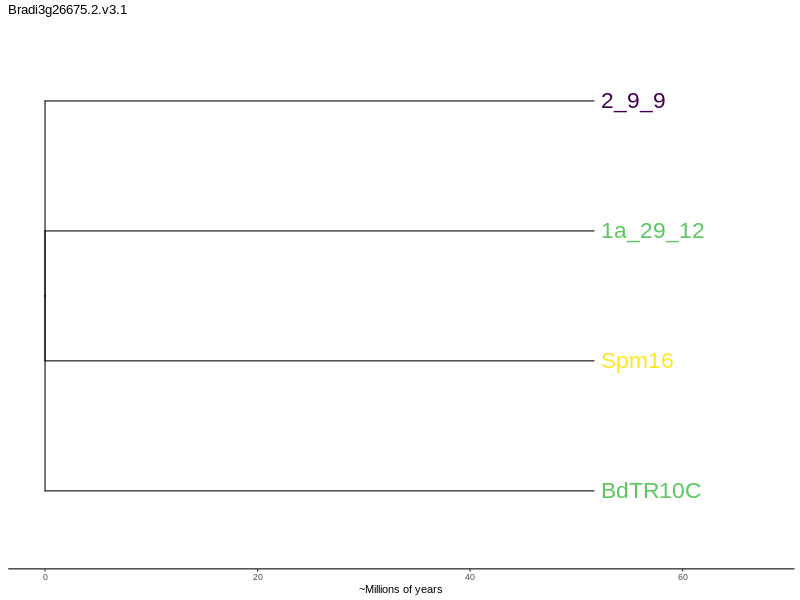 Bradi3g26675.2.v3.1
2_9_9
1a_29_12
Spm16
BdTR10C
0 20 40 60
~Millions of years